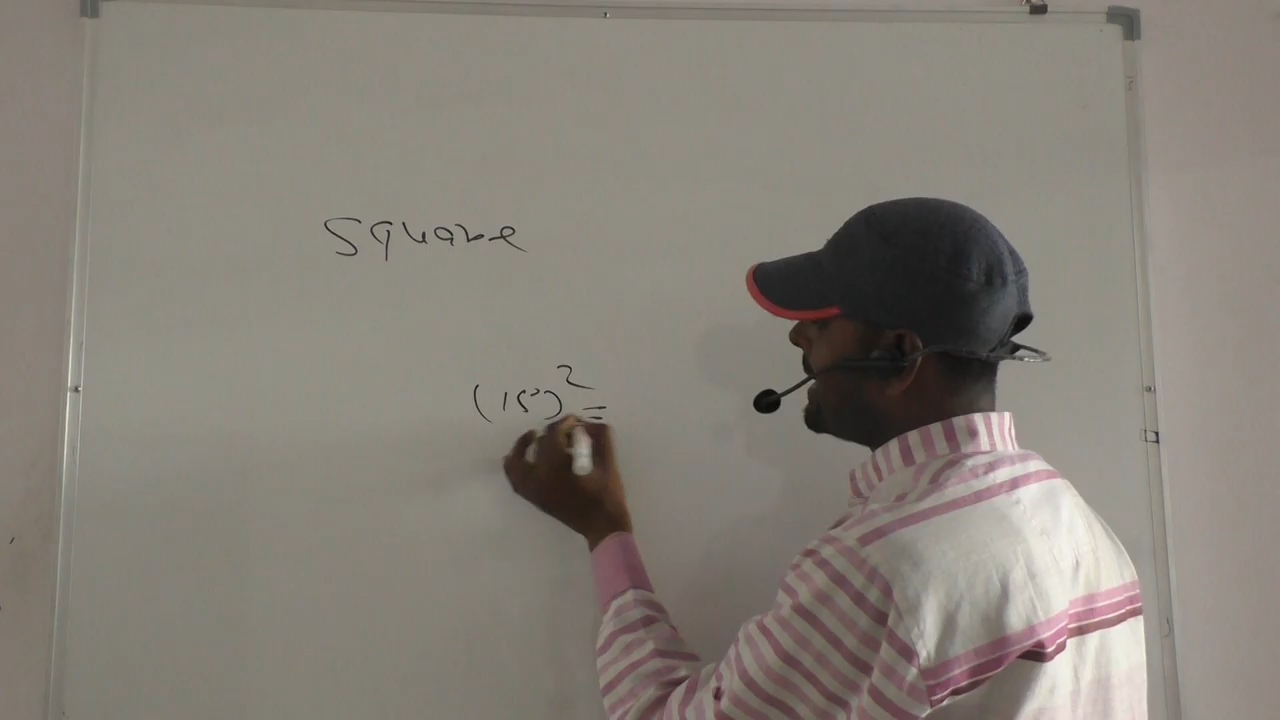 Square
(15)² =